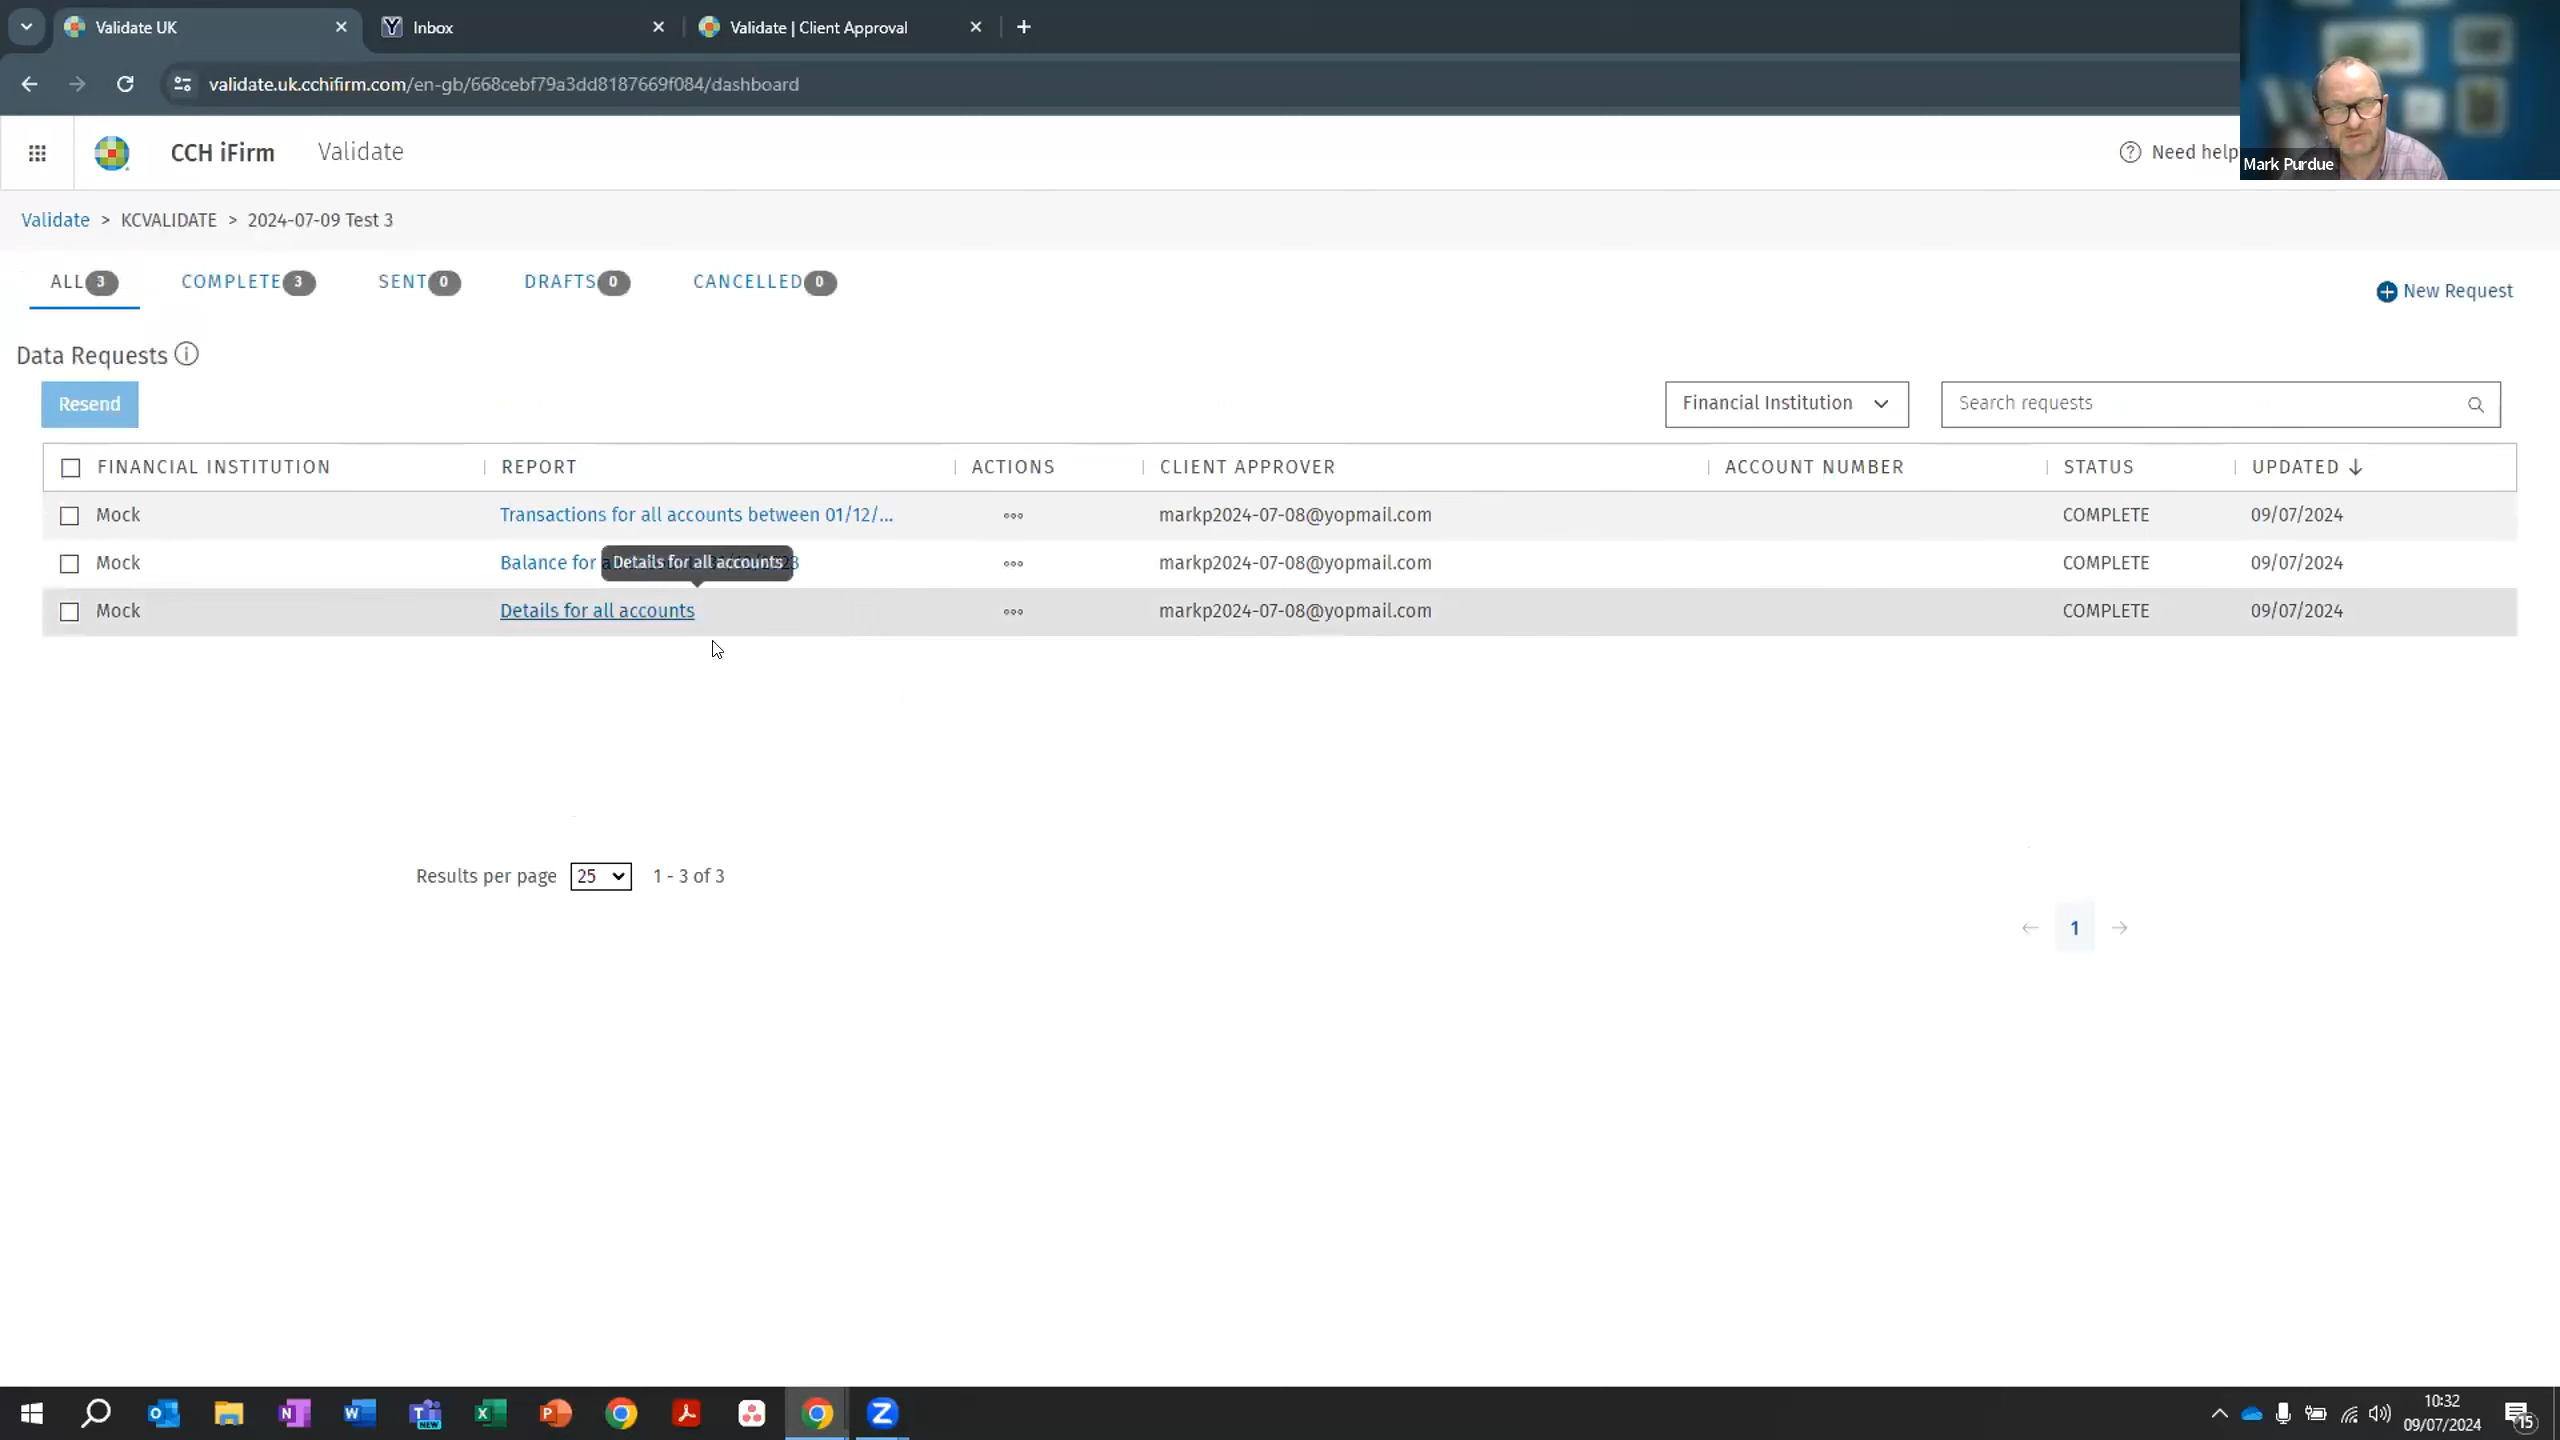 Validate UK
Inbox
Validate | Client Approval
validate.uk.cchifirm.com/en-gb/668cebf79a3dd8187669f084/dashboard
CCH iFirm
Validate
Need help
Mark Purdue
Validate > KCVALIDATE > 2024-07-09 Test 3
ALL 3
COMPLETE 3
SENT 0
DRAFTS 0
CANCELLED 0
New Request
Data Requests
Resend
Financial Institution
Search requests
FINANCIAL INSTITUTION REPORT ACTIONS CLIENT APPROVER ACCOUNT NUMBER STATUS UPDATED
Mock Transactions for all accounts between 01/12/... markp2024-07-08@yopmail.com COMPLETE 09/07/2024
Mock Balance for markp2024-07-08@yopmail.com COMPLETE 09/07/2024
Details for all accounts
Mock Details for all accounts markp2024-07-08@yopmail.com COMPLETE 09/07/2024
Results per page 25 1 - 3 of 3
1
10:32
09/07/2024
15